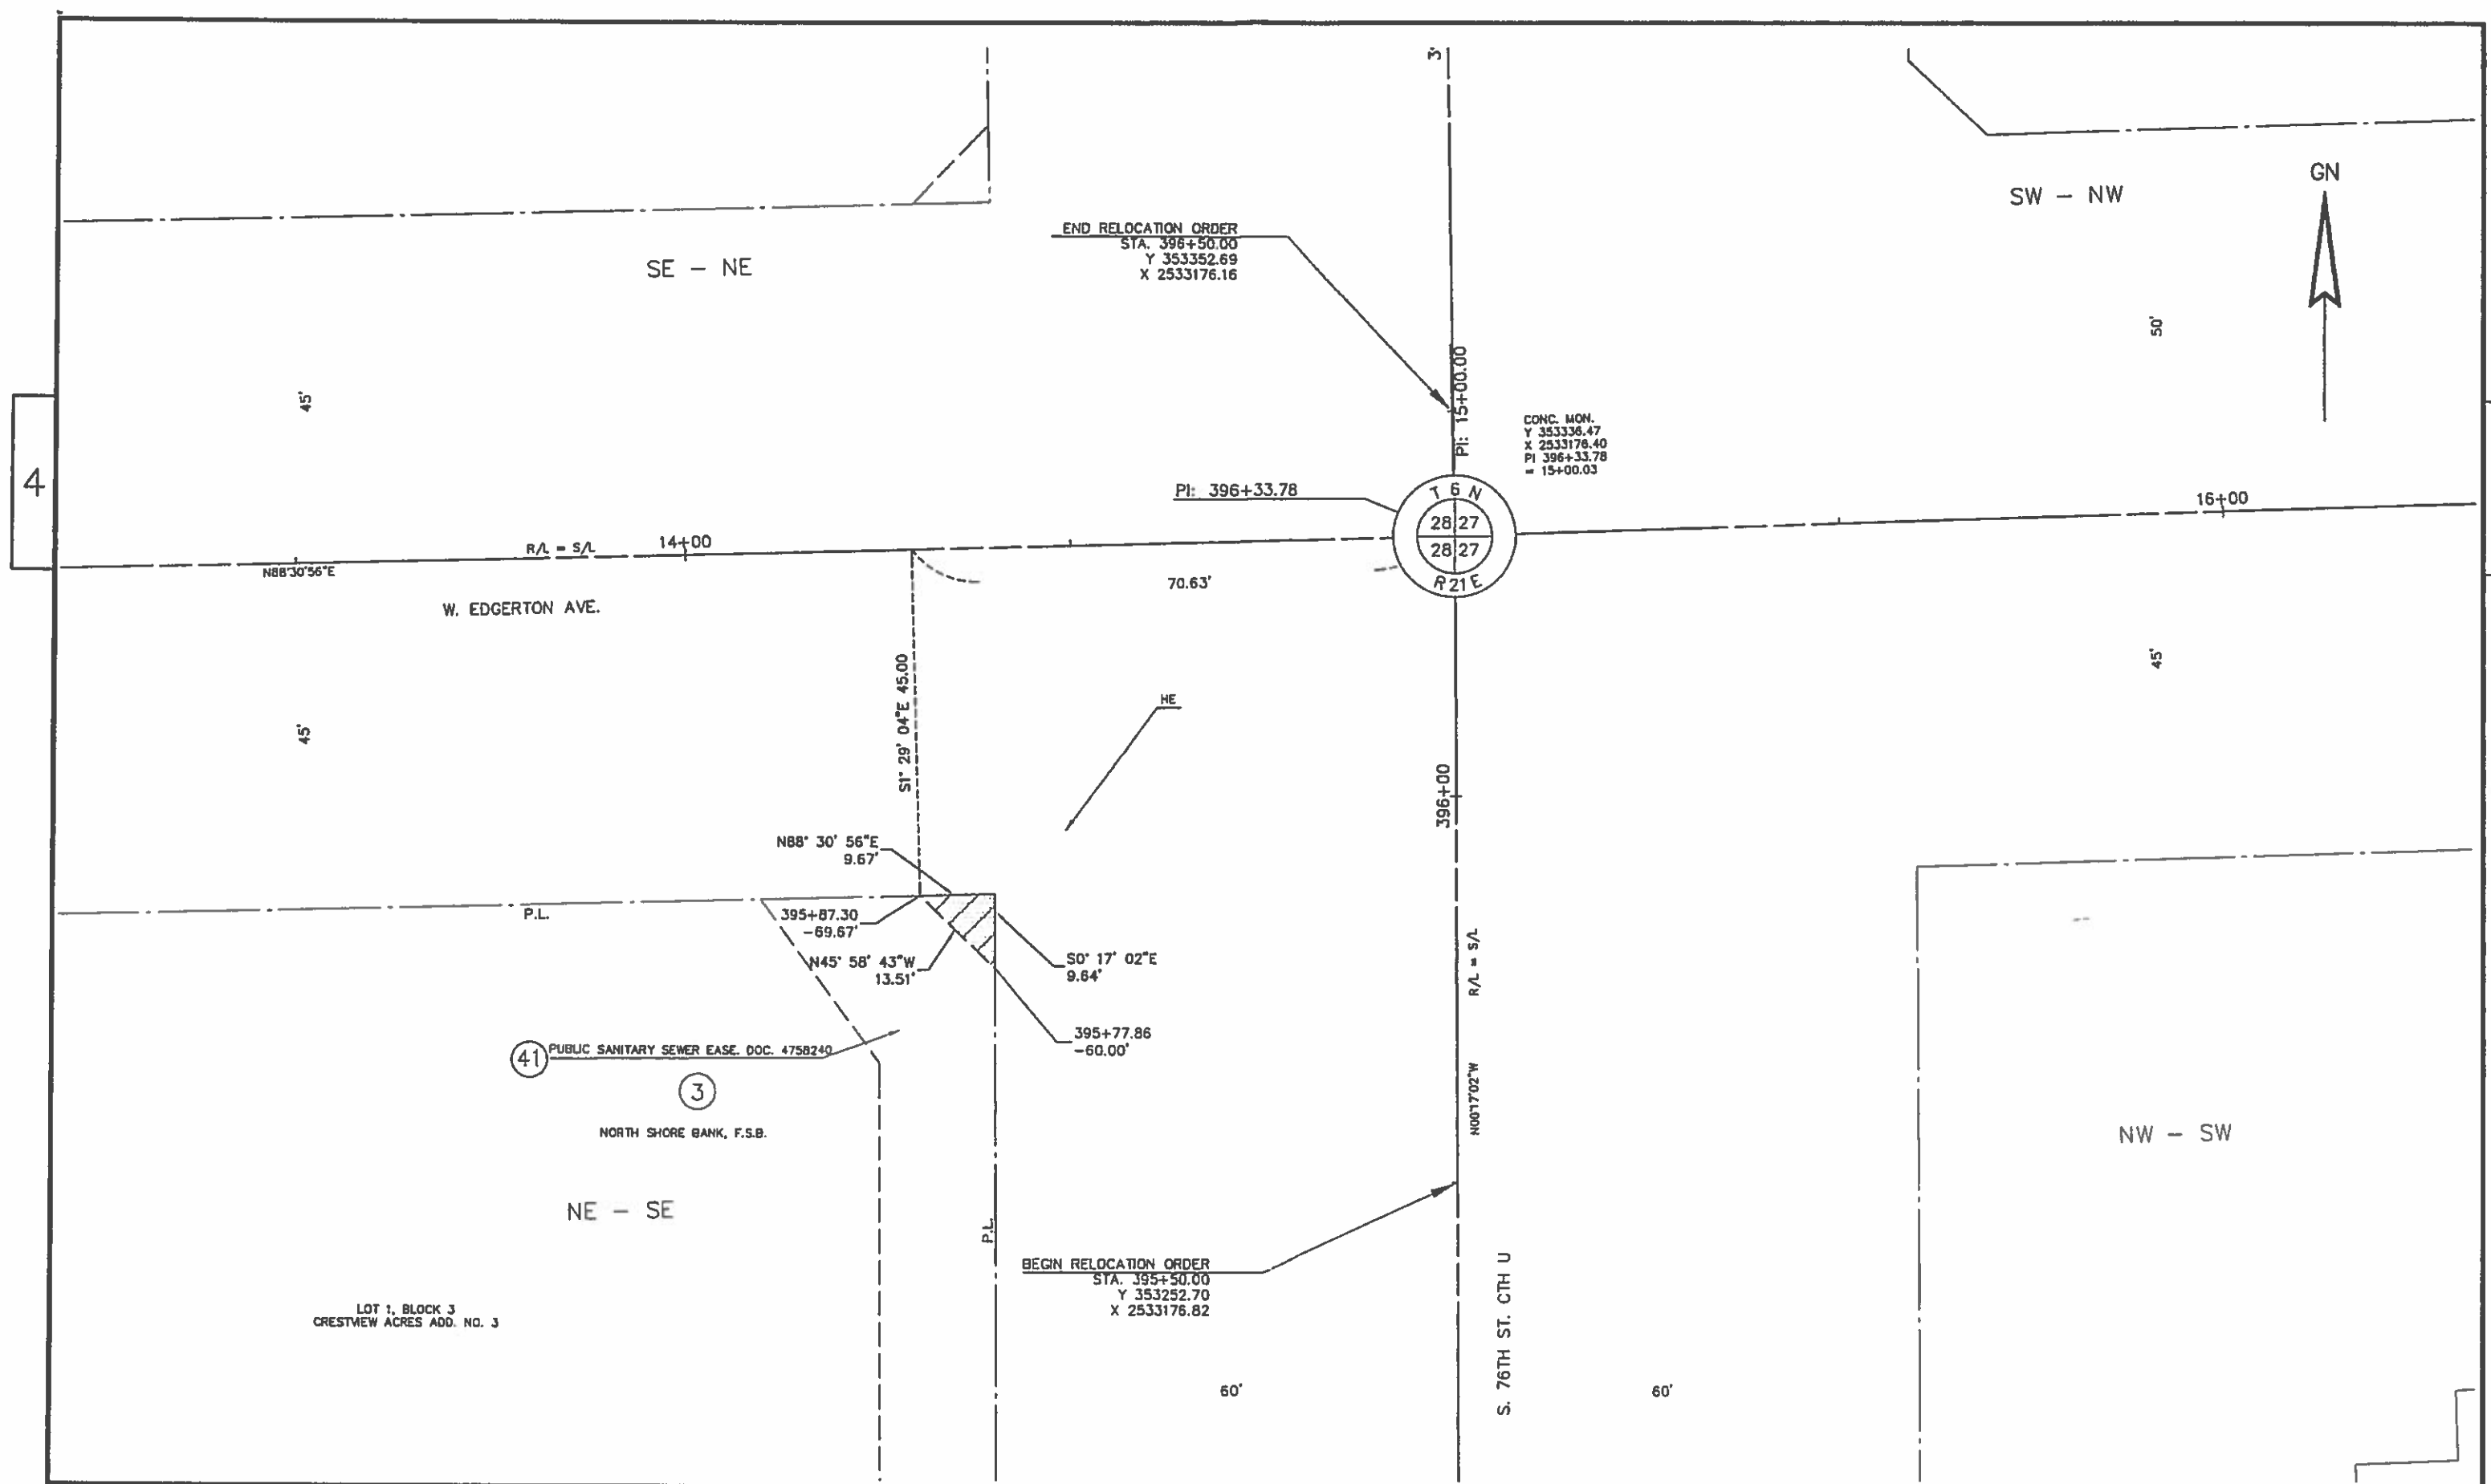 3'
GN
SW – NW
SE – NE
END RELOCATION ORDER
STA. 396+50.00
Y 353352.69
X 2533176.16
50'
45'
PI: 15+00.00
CONC. MON.
Y 353336.47
X 2533176.40
PI 396+33.78
= 15+00.03
4
PI: 396+33.78
T 6 N
28 27
28 27
R 21 E
16+00
R/L = S/L
14+00
N88°30'56"E
70.63'
W. EDGERTON AVE.
S1° 29' 04"E 45.00
45'
45'
HE
396+00
N88° 30' 56"E
9.67'
P.L.
395+87.30
-69.67'
N45° 58' 43"W
13.51'
S0° 17' 02"E
9.64'
R/L = S/L
395+77.86
-60.00'
41
PUBLIC SANITARY SEWER EASE. DOC. 4758240
3
N00°17'02"W
NORTH SHORE BANK, F.S.B.
NW – SW
NE – SE
P.L.
BEGIN RELOCATION ORDER
STA. 395+50.00
Y 353252.70
X 2533176.82
LOT 1, BLOCK 3
CRESTVIEW ACRES ADD. NO. 3
S. 76TH ST. CTH U
60'
60'